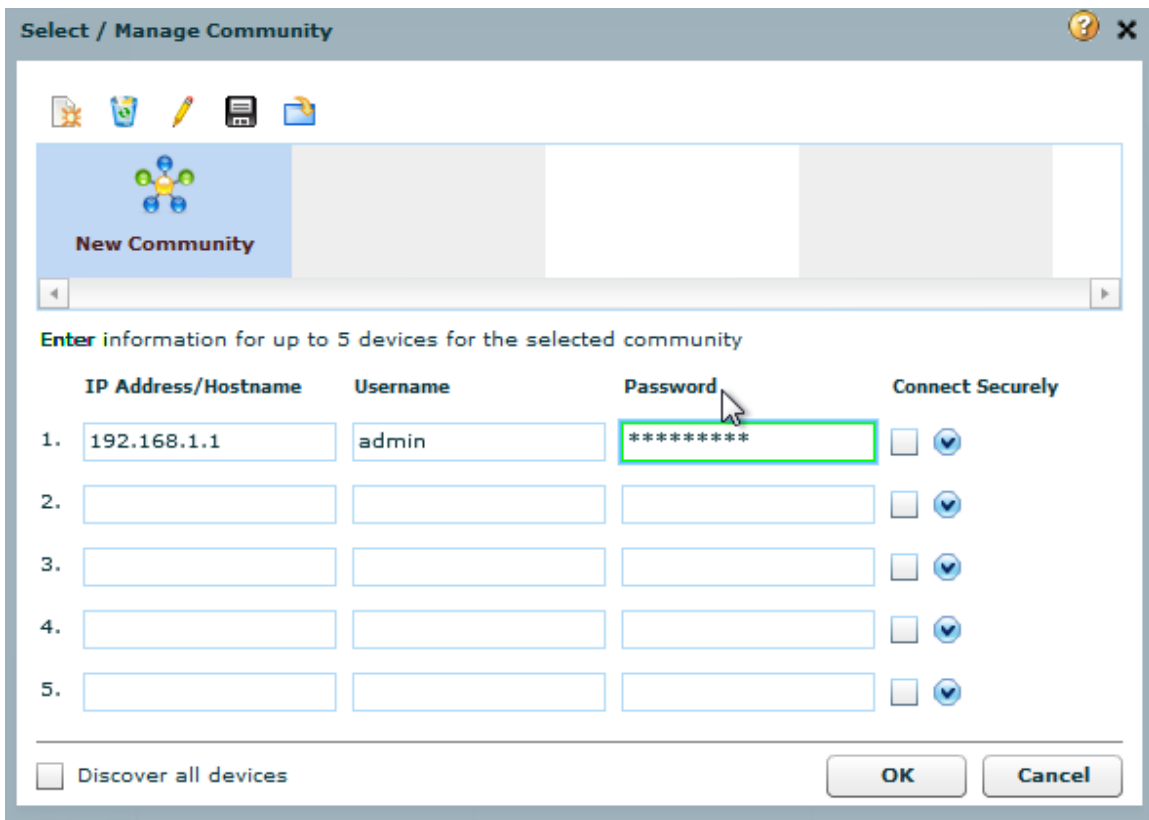 Select / Manage Community
New Community
Enter information for up to 5 devices for the selected community
IP Address/Hostname Username Password Connect Securely
1. 192.168.1.1 admin *********
2.
3.
4.
5.
Discover all devices OK Cancel